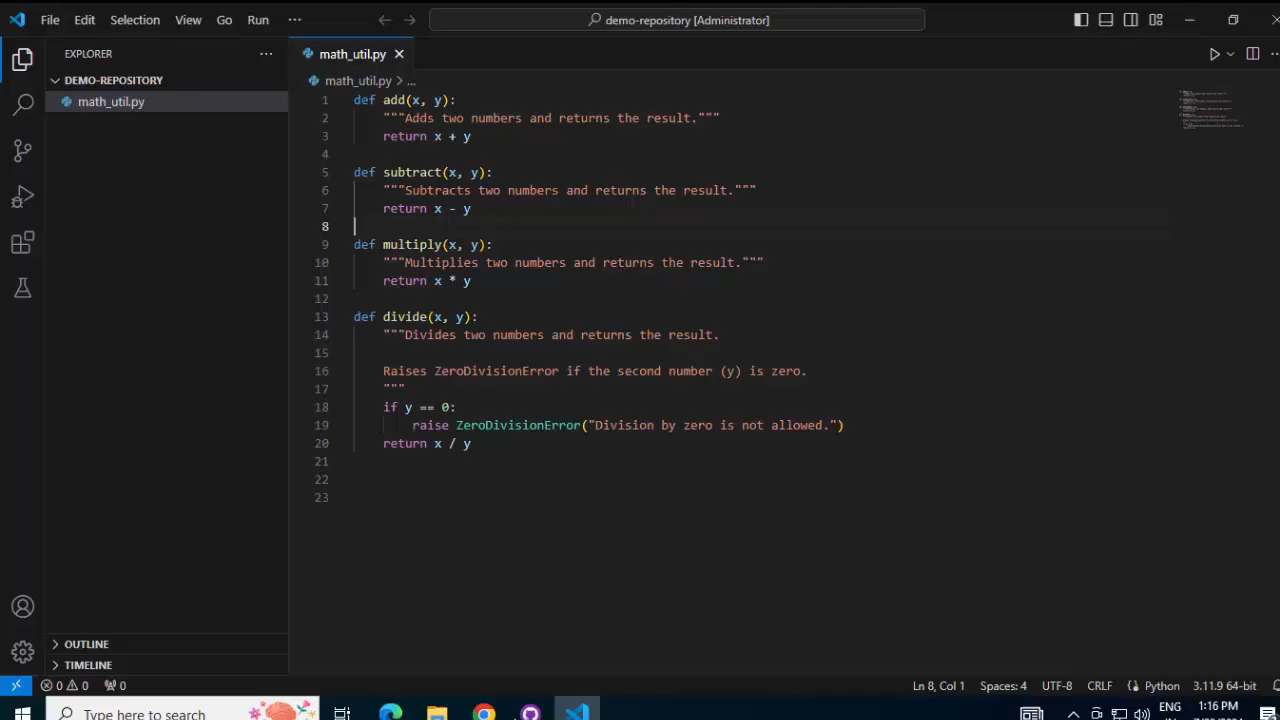 File Edit Selection View Go Run ···
demo-repository [Administrator]
EXPLORER ···
math_util.py
DEMO-REPOSITORY
math_util.py
math_util.py > ...
1 def add(x, y):
2 """Adds two numbers and returns the result."""
3 return x + y
4
5 def subtract(x, y):
6 """Subtracts two numbers and returns the result."""
7 return x - y
8
9 def multiply(x, y):
10 """Multiplies two numbers and returns the result."""
11 return x * y
12
13 def divide(x, y):
14 """Divides two numbers and returns the result.
15
16 Raises ZeroDivisionError if the second number (y) is zero.
17 """
18 if y == 0:
19 raise ZeroDivisionError("Division by zero is not allowed.")
20 return x / y
21
22
23
OUTLINE
TIMELINE
0 0 0
Ln 8, Col 1 Spaces: 4 UTF-8 CRLF Python 3.11.9 64-bit
Type here to search
ENG
1:16 PM